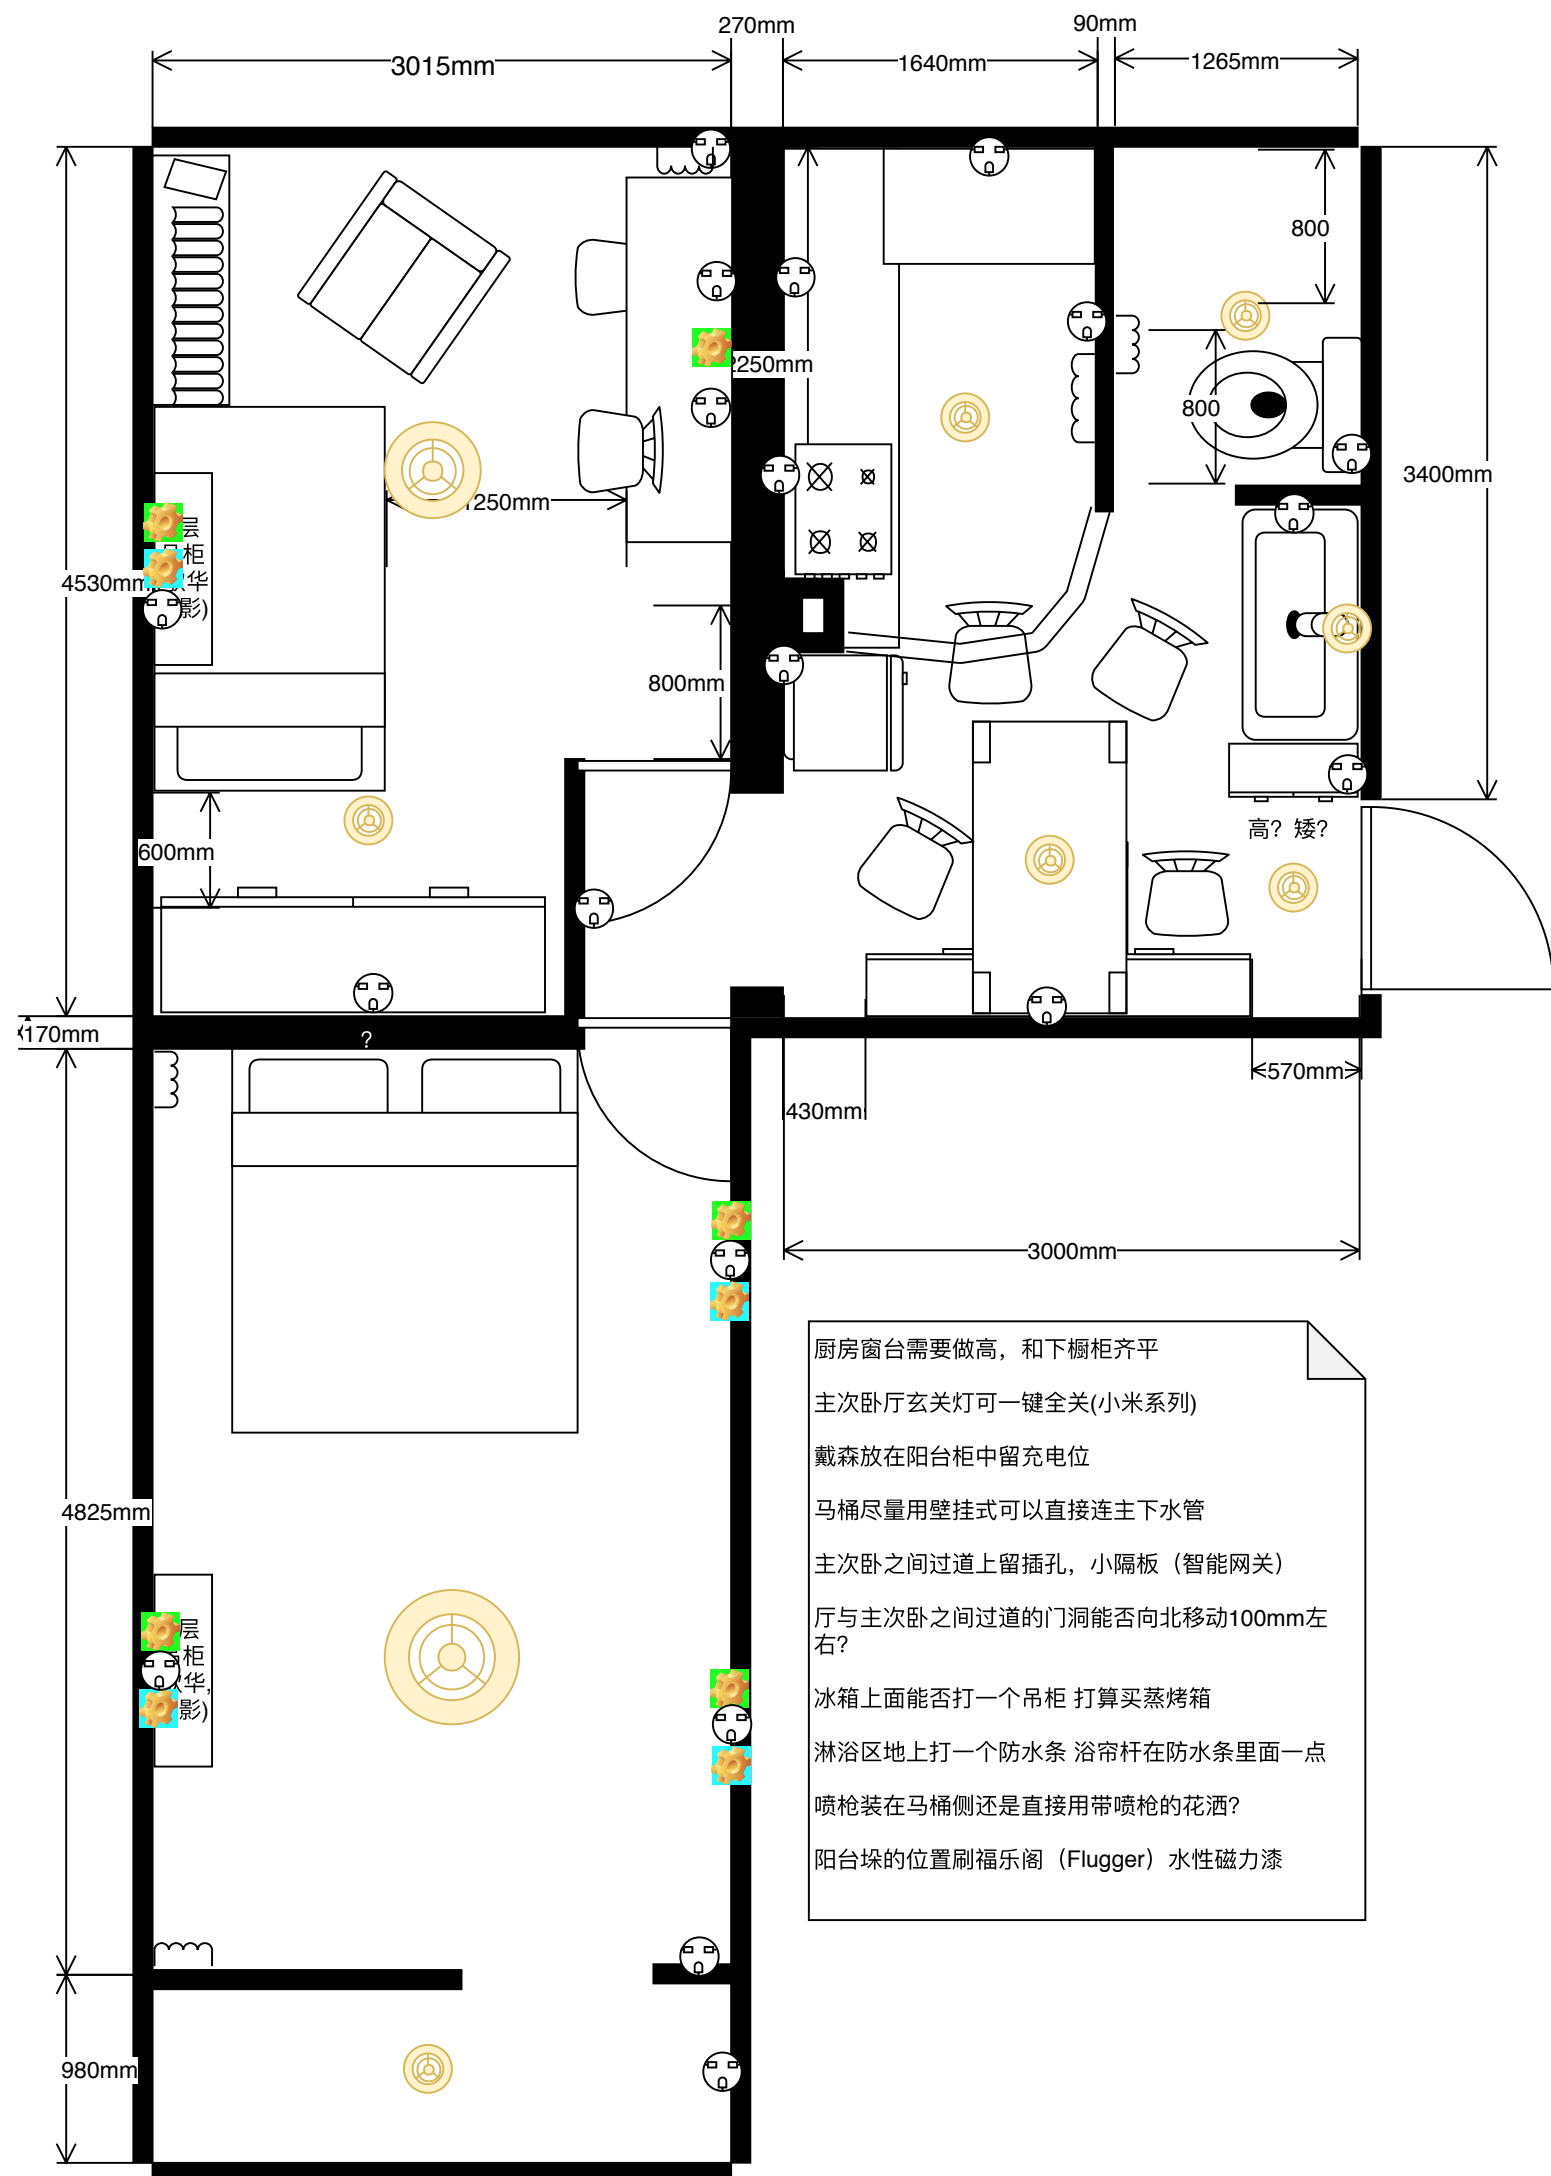 270mm
90mm
3015mm
1640mm
1265mm
800
2250mm
800
3400mm
1250mm
层
柜
4530mm
华
影)
800mm
600mm
高？矮？
170mm
?
570mm
430mm
3000mm
厨房窗台需要做高，和下橱柜齐平
主次卧厅玄关灯可一键全关(小米系列)
戴森放在阳台柜中留充电位
马桶尽量用壁挂式可以直接连主下水管
主次卧之间过道上留插孔，小隔板（智能网关）
厅与主次卧之间过道的门洞能否向北移动100mm左
右?
冰箱上面能否打一个吊柜 打算买蒸烤箱
淋浴区地上打一个防水条 浴帘杆在防水条里面一点
喷枪装在马桶侧还是直接用带喷枪的花洒？
阳台垛的位置刷福乐阁（Flugger）水性磁力漆
4825mm
层
柜
华,
影)
980mm